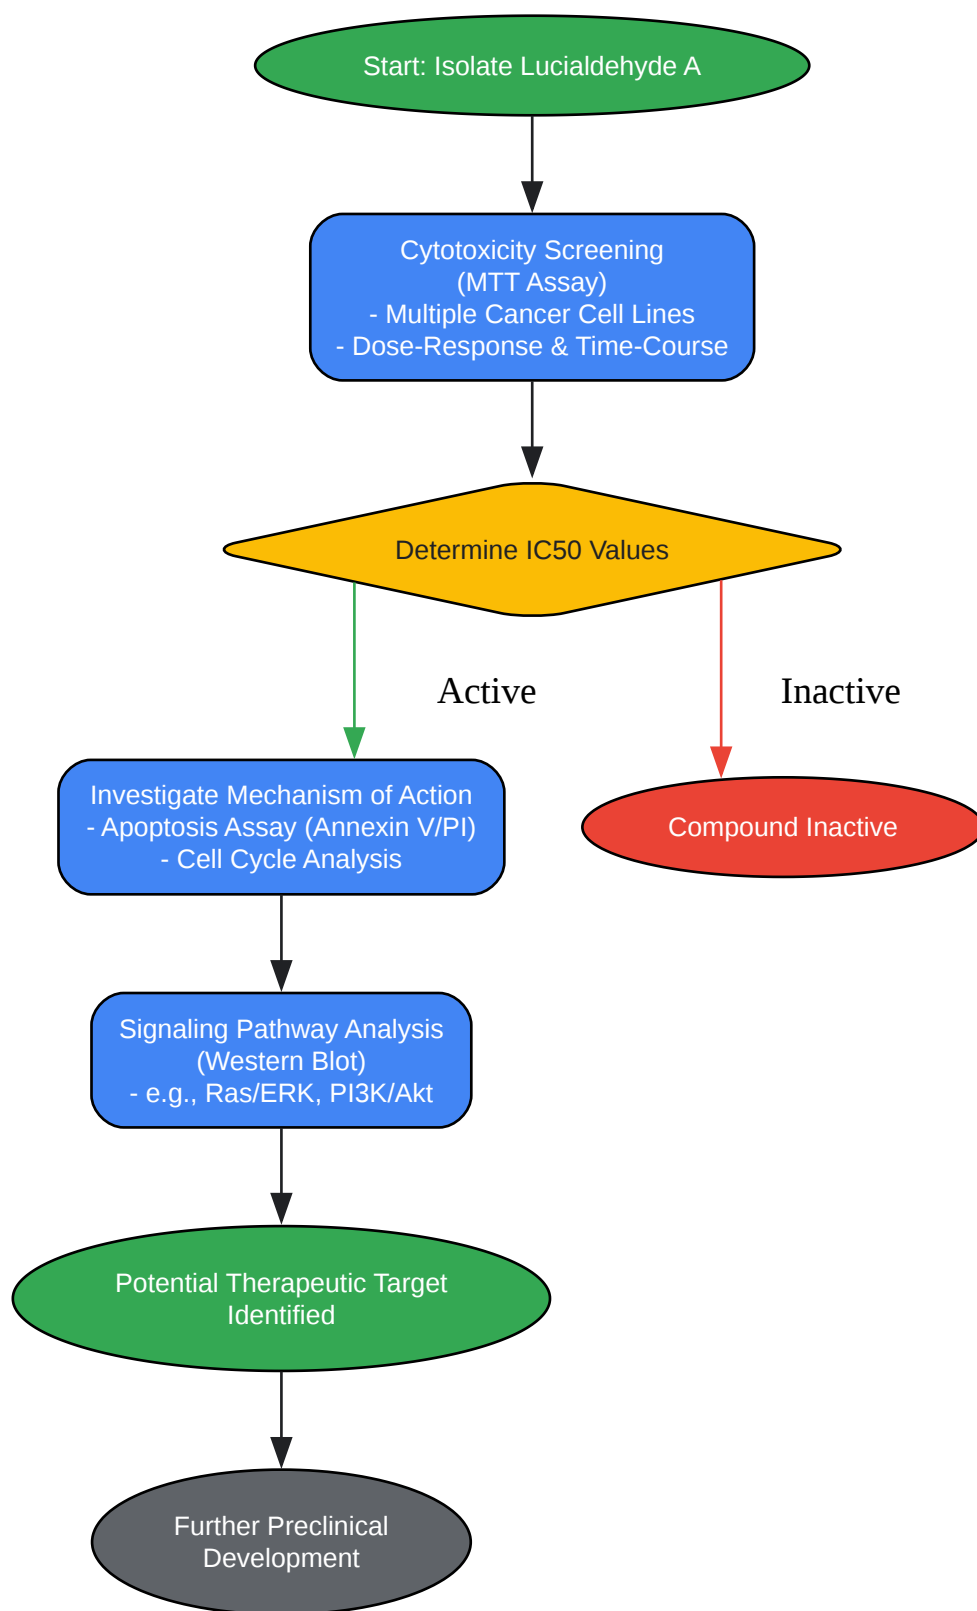 Start: Isolate Lucialdehyde A
Cytotoxicity Screening
(MTT Assay)
- Multiple Cancer Cell Lines
- Dose-Response & Time-Course
Determine IC50 Values
Active
Inactive
Investigate Mechanism of Action
- Apoptosis Assay (Annexin V/PI)
- Cell Cycle Analysis
Compound Inactive
Signaling Pathway Analysis
(Western Blot)
- e.g., Ras/ERK, PI3K/Akt
Potential Therapeutic Target
Identified
Further Preclinical
Development